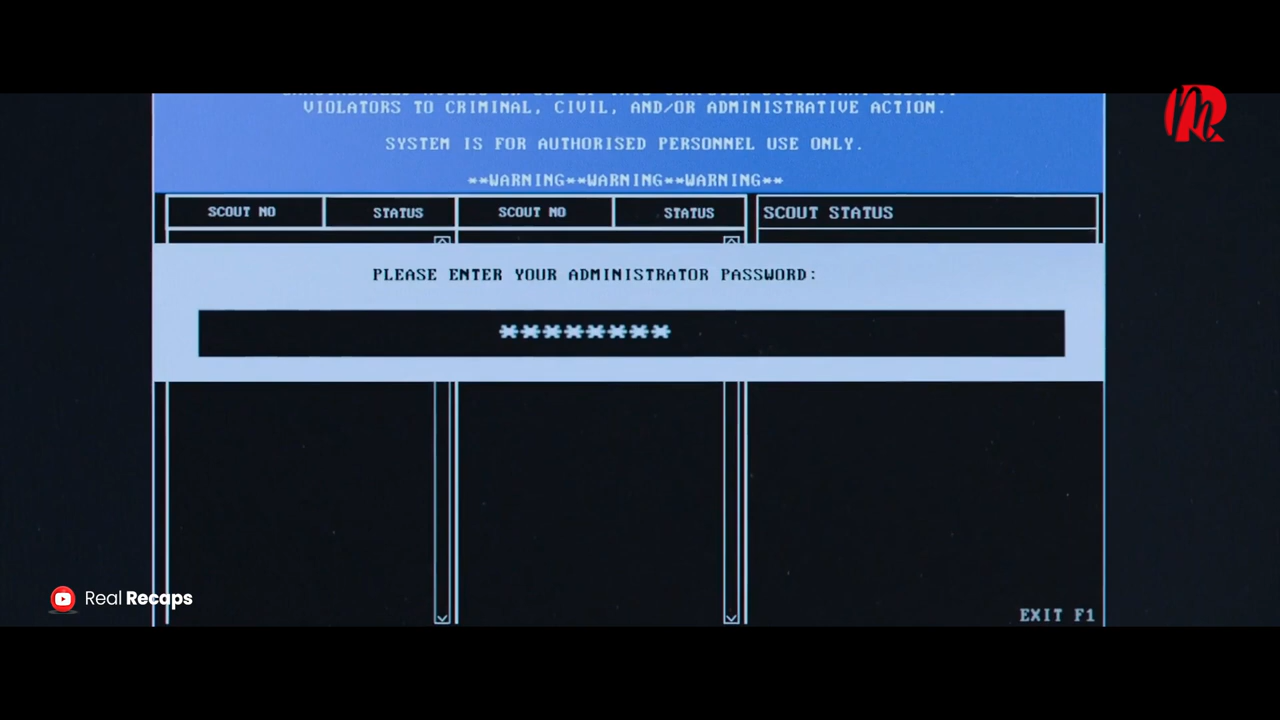 VIOLATORS TO CRIMINAL, CIVIL, AND/OR ADMINISTRATIVE ACTION.
SYSTEM IS FOR AUTHORISED PERSONNEL USE ONLY.
**WARNING**WARNING**WARNING**
SCOUT NO STATUS SCOUT NO STATUS SCOUT STATUS
PLEASE ENTER YOUR ADMINISTRATOR PASSWORD:
********
Real Recaps
EXIT F1